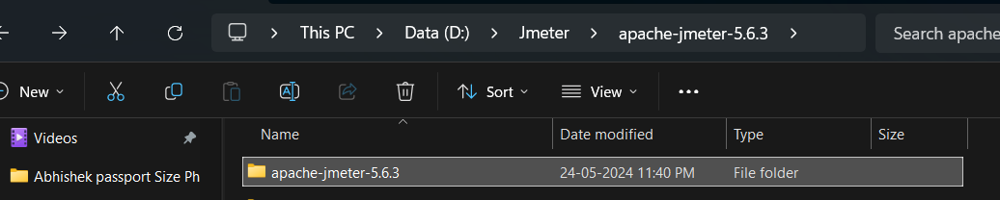 This PC > Data (D:) > Jmeter > apache-jmeter-5.6.3 >
Search apache
New
Sort
View
Name Date modified Type Size
Videos
Abhishek passport Size Ph
apache-jmeter-5.6.3 24-05-2024 11:40 PM File folder